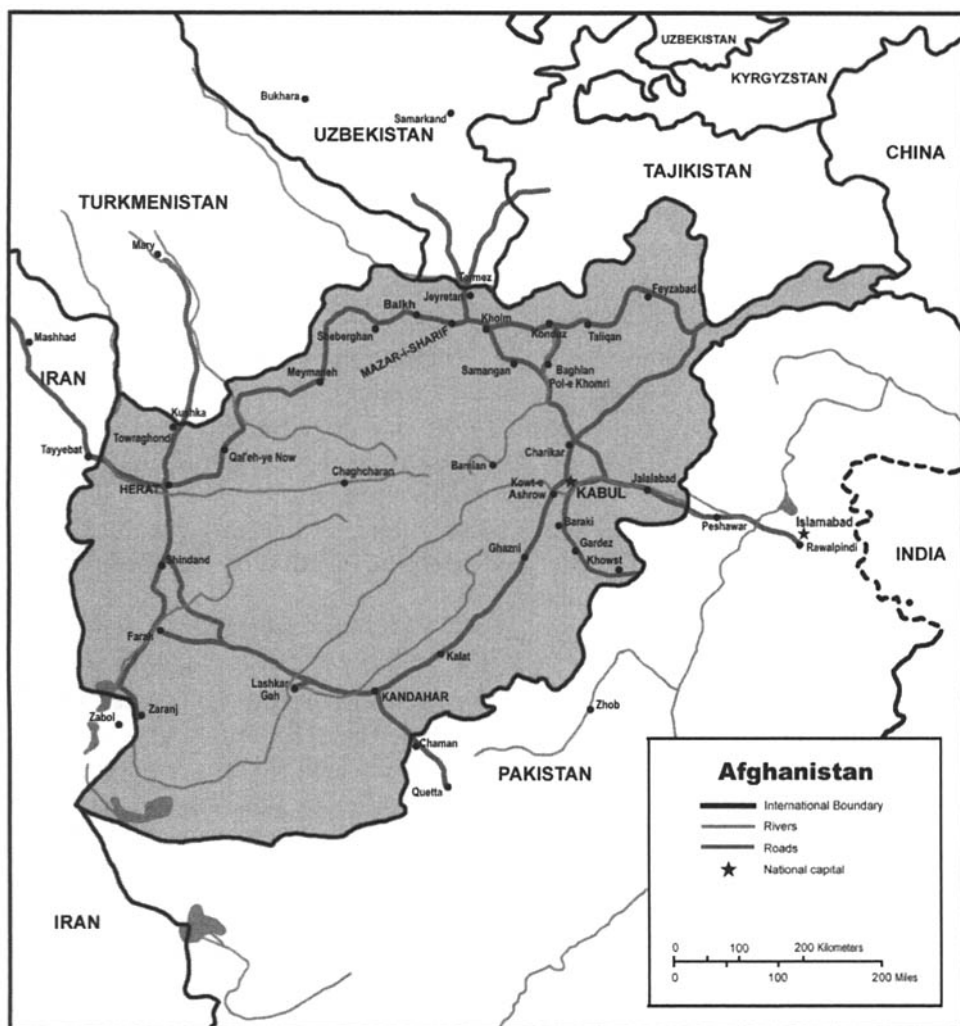 UZBEKISTAN
KYRGYZSTAN
Bukhara
Samarkand
UZBEKISTAN
CHINA
TAJIKISTAN
TURKMENISTAN
Mary
Termez
Jeyretan
Feyzabad
Balkh
Kholm
Konduz
Taliqan
Sheberghan
MAZAR-i-SHARIF
Mashhad
Samangan
Baghlan
Meymaneh
Pol-e Khomri
IRAN
Kushka
Towraghondi
Tayyebat
Qal'eh-ye Now
Charikar
Bamian
Chaghcharan
HERAT
Kowt-e
Ashrow
KABUL
Jalalabad
Peshawar
Islamabad
Rawalpindi
Baraki
Gardez
Ghazni
Khowst
INDIA
Shindand
Farah
Kalat
Lashkar
Gah
KANDAHAR
Zabol
Zaranj
Zhob
Chaman
Quetta
PAKISTAN
IRAN
Afghanistan
International Boundary
Rivers
Roads
National capital
0 100 200 Kilometers
0 100 200 Miles